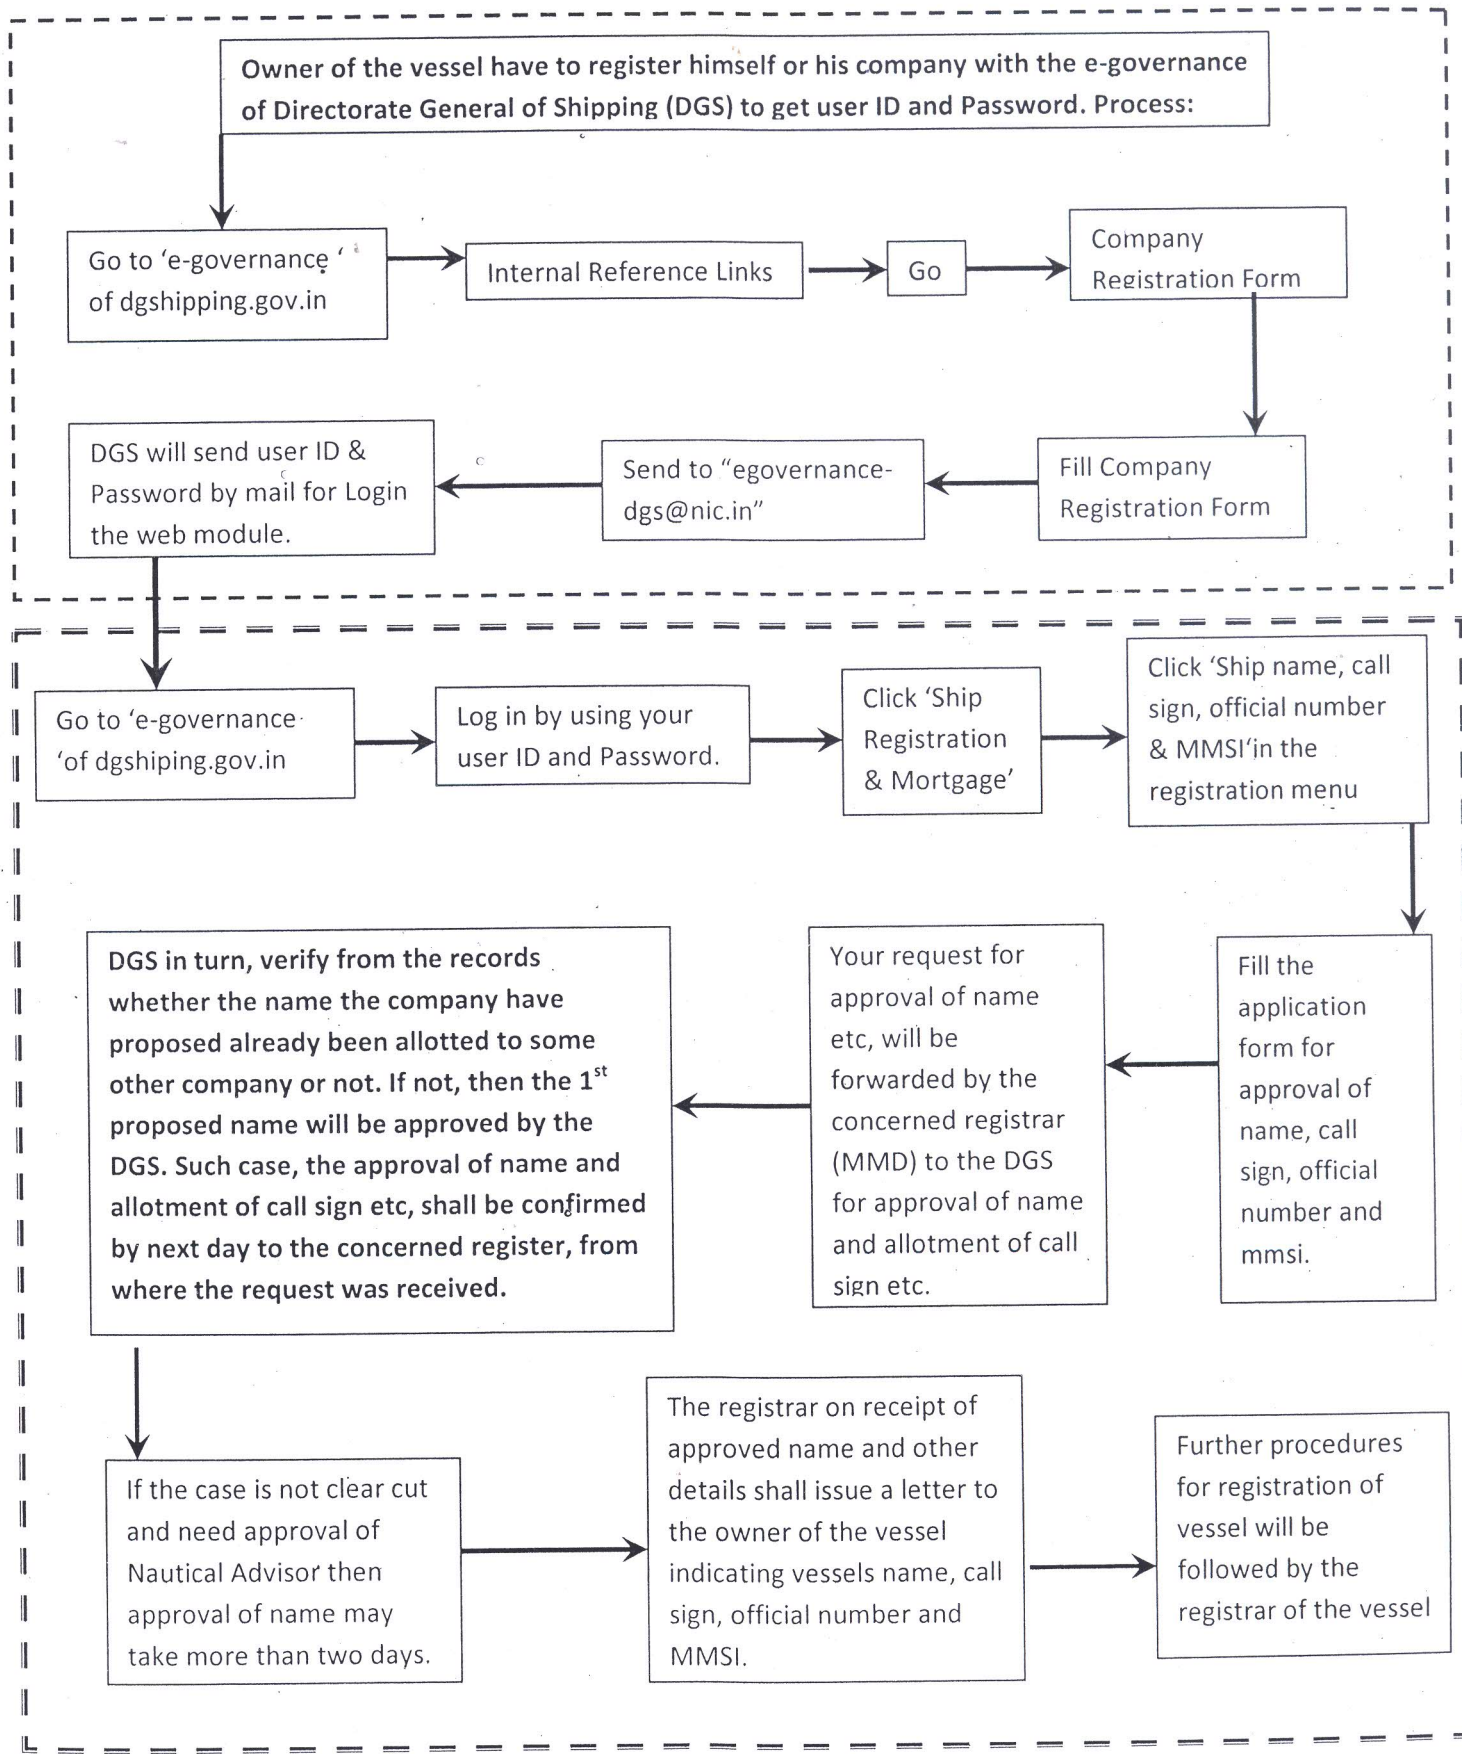 Owner of the vessel have to register himself or his company with the e-governance
of Directorate General of Shipping (DGS) to get user ID and Password. Process:
Go to ‘e-governance ‘
of dgshipping.gov.in
Internal Reference Links
Go
Company
Registration Form
Fill Company
Registration Form
Send to “egovernance-
dgs@nic.in”
DGS will send user ID &
Password by mail for Login
the web module.
Go to ‘e-governance
‘of dgshiping.gov.in
Log in by using your
user ID and Password.
Click ‘Ship
Registration
& Mortgage’
Click ‘Ship name, call
sign, official number
& MMSI‘in the
registration menu
Fill the
application
form for
approval of
name, call
sign, official
number and
mmsi.
Your request for
approval of name
etc, will be
forwarded by the
concerned registrar
(MMD) to the DGS
for approval of name
and allotment of call
sign etc.
DGS in turn, verify from the records
whether the name the company have
proposed already been allotted to some
other company or not. If not, then the 1st
proposed name will be approved by the
DGS. Such case, the approval of name and
allotment of call sign etc, shall be confirmed
by next day to the concerned register, from
where the request was received.
If the case is not clear cut
and need approval of
Nautical Advisor then
approval of name may
take more than two days.
The registrar on receipt of
approved name and other
details shall issue a letter to
the owner of the vessel
indicating vessels name, call
sign, official number and
MMSI.
Further procedures
for registration of
vessel will be
followed by the
registrar of the vessel